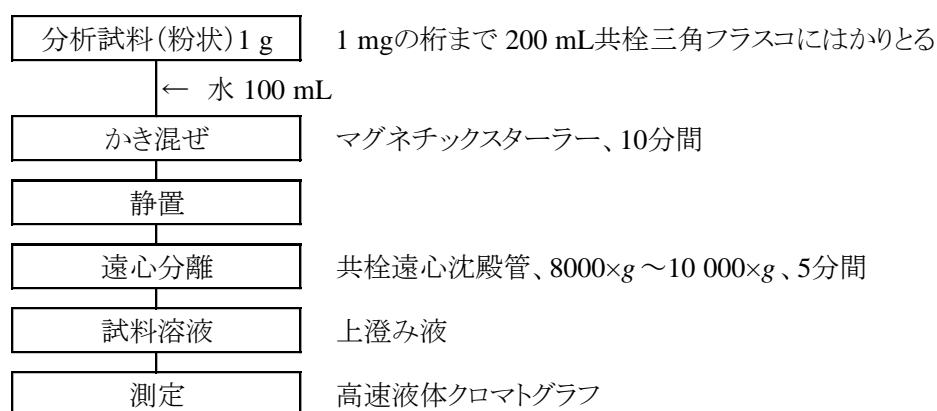 分析試料(粉状)1 g 1 mgの桁まで 200 mL共栓三角フラスコにはかりとる
← 水 100 mL
かき混ぜ マグネチックスターラー、10分間
静置
遠心分離 共栓遠心沈殿管、8000×g~10 000×g、5分間
試料溶液 上澄み液
測定 高速液体クロマトグラフ